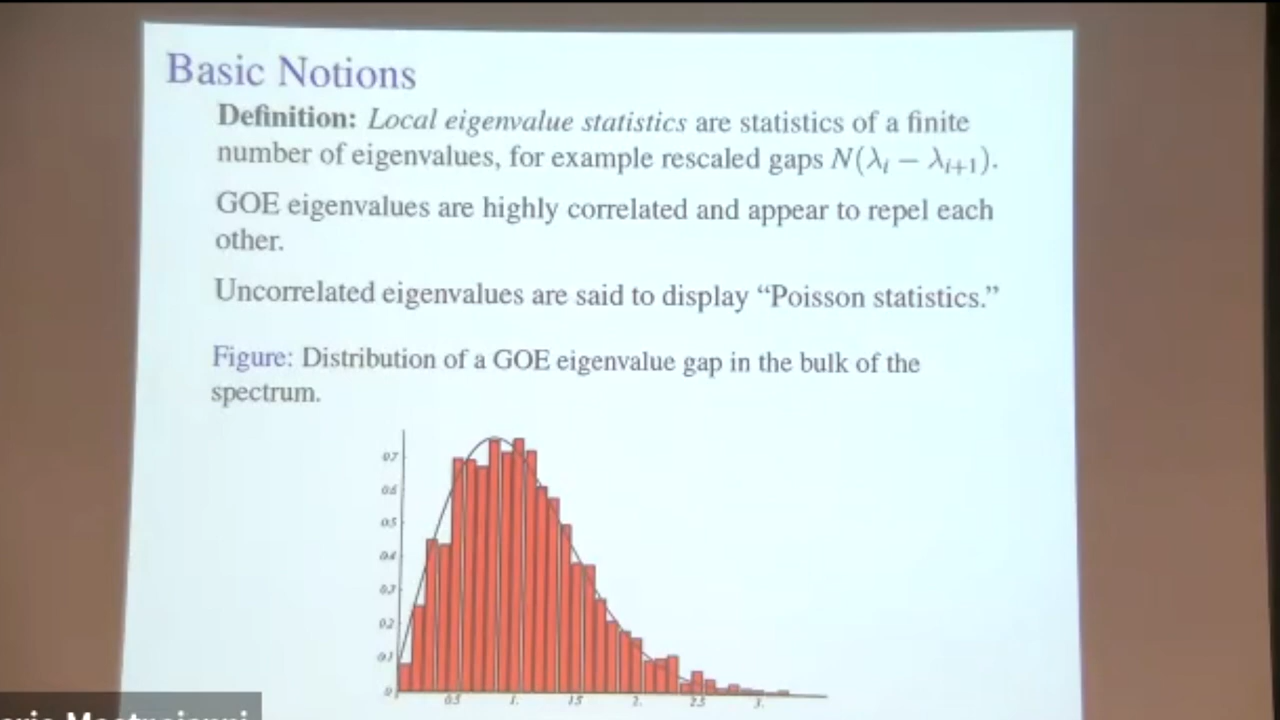 Basic Notions
Definition: Local eigenvalue statistics are statistics of a finite
number of eigenvalues, for example rescaled gaps N(λᵢ − λᵢ₊₁).
GOE eigenvalues are highly correlated and appear to repel each
other.
Uncorrelated eigenvalues are said to display “Poisson statistics.”
Figure: Distribution of a GOE eigenvalue gap in the bulk of the
spectrum.
0.7
0.6
0.5
0.4
0.3
0.2
0.1
0
0.5 1. 1.5 2. 2.5 3.